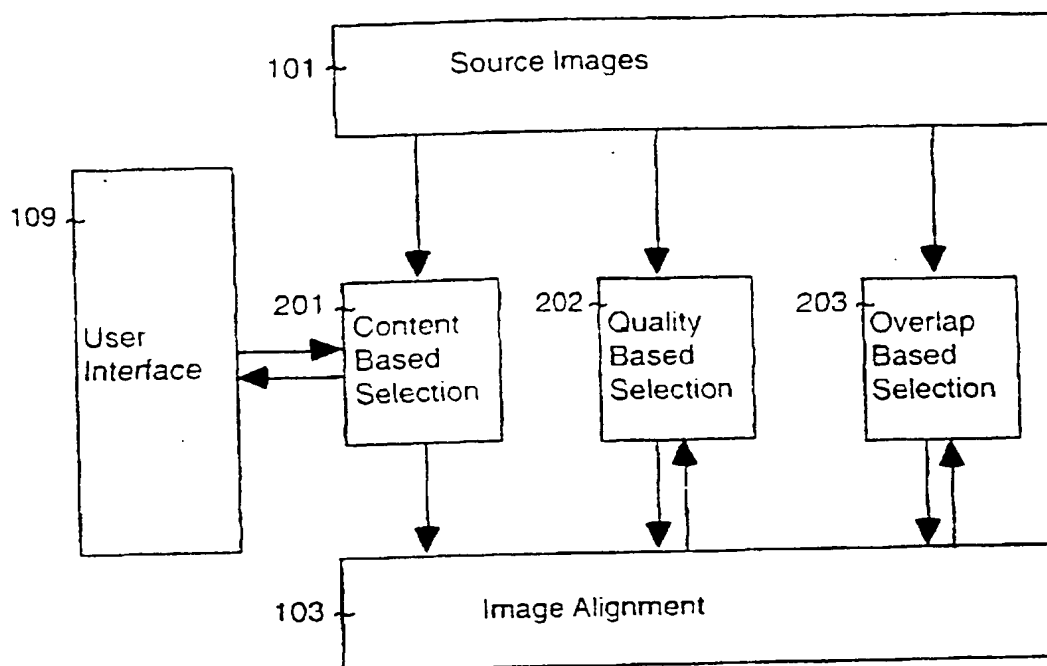 101
Source Images
109
User
Interface
201
Content
Based
Selection
202
Quality
Based
Selection
203
Overlap
Based
Selection
103
Image Alignment